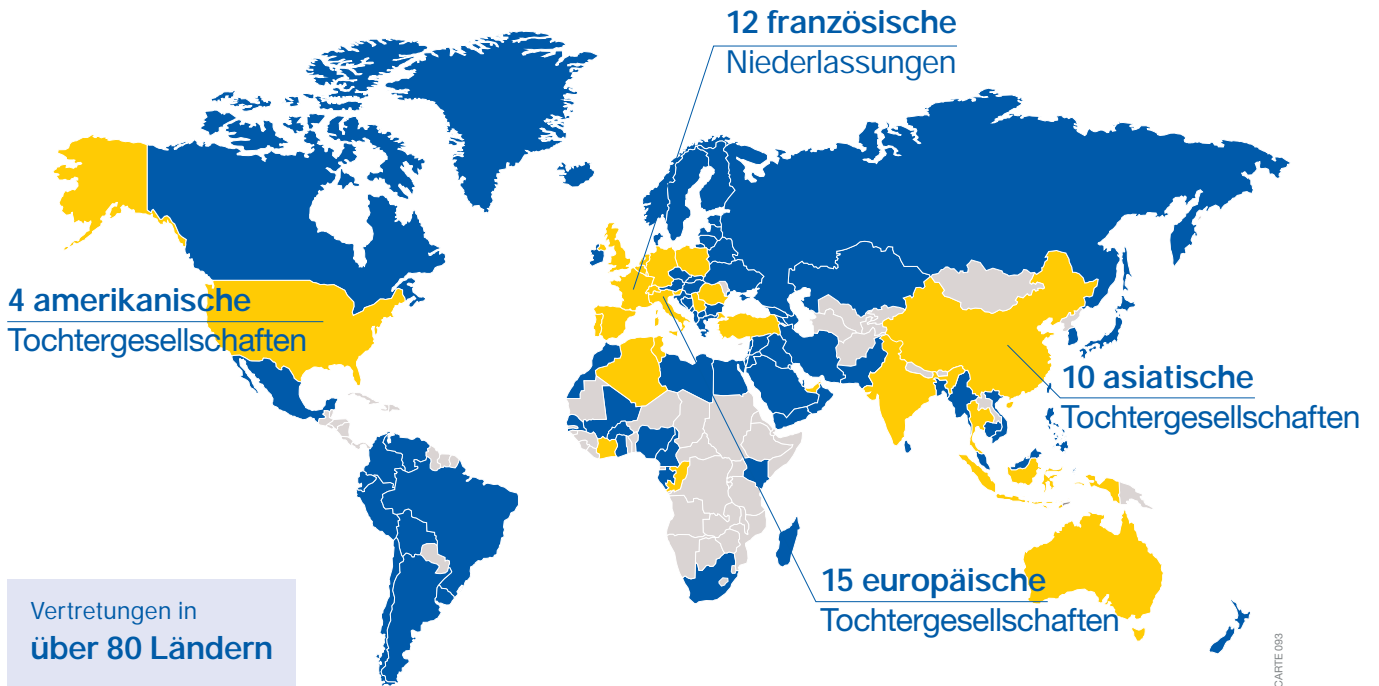 12 französische
Niederlassungen
4 amerikanische
Tochtergesellschaften
10 asiatische
Tochtergesellschaften
15 europäische
Tochtergesellschaften
Vertretungen in
über 80 Ländern
CARTE 093